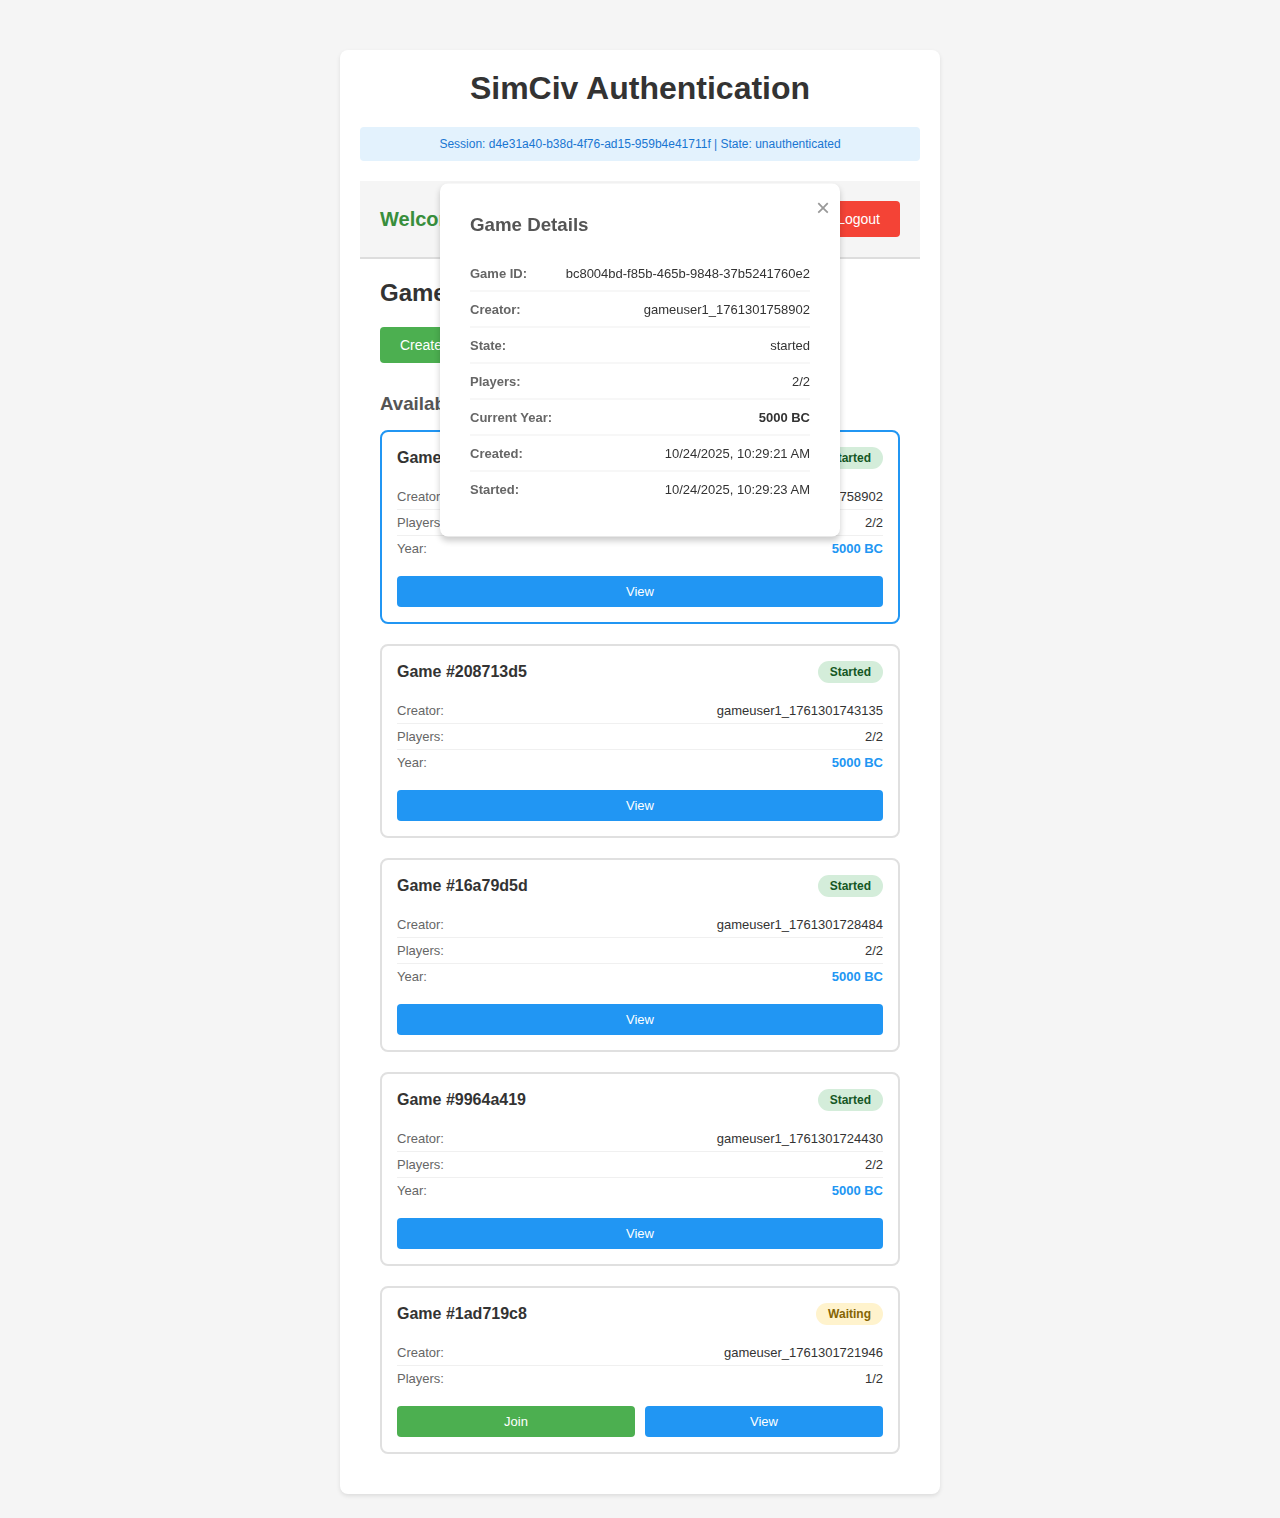 SimCiv Authentication
Session: d4e31a40-b38d-4f76-ad15-959b4e41711f | State: unauthenticated
Game Details
×
Game ID: bc8004bd-f85b-465b-9848-37b5241760e2
Creator: gameuser1_1761301758902
State: started
Players: 2/2
Current Year: 5000 BC
Created: 10/24/2025, 10:29:21 AM
Started: 10/24/2025, 10:29:23 AM
Logout
Game
Create
Game
Creator
758902
Players
2/2
Year: 5000 BC
View
Game #208713d5 Started
Creator: gameuser1_1761301743135
Players: 2/2
Year: 5000 BC
View
Game #16a79d5d Started
Creator: gameuser1_1761301728484
Players: 2/2
Year: 5000 BC
View
Game #9964a419 Started
Creator: gameuser1_1761301724430
Players: 2/2
Year: 5000 BC
View
Game #1ad719c8 Waiting
Creator: gameuser_1761301721946
Players: 1/2
Join View